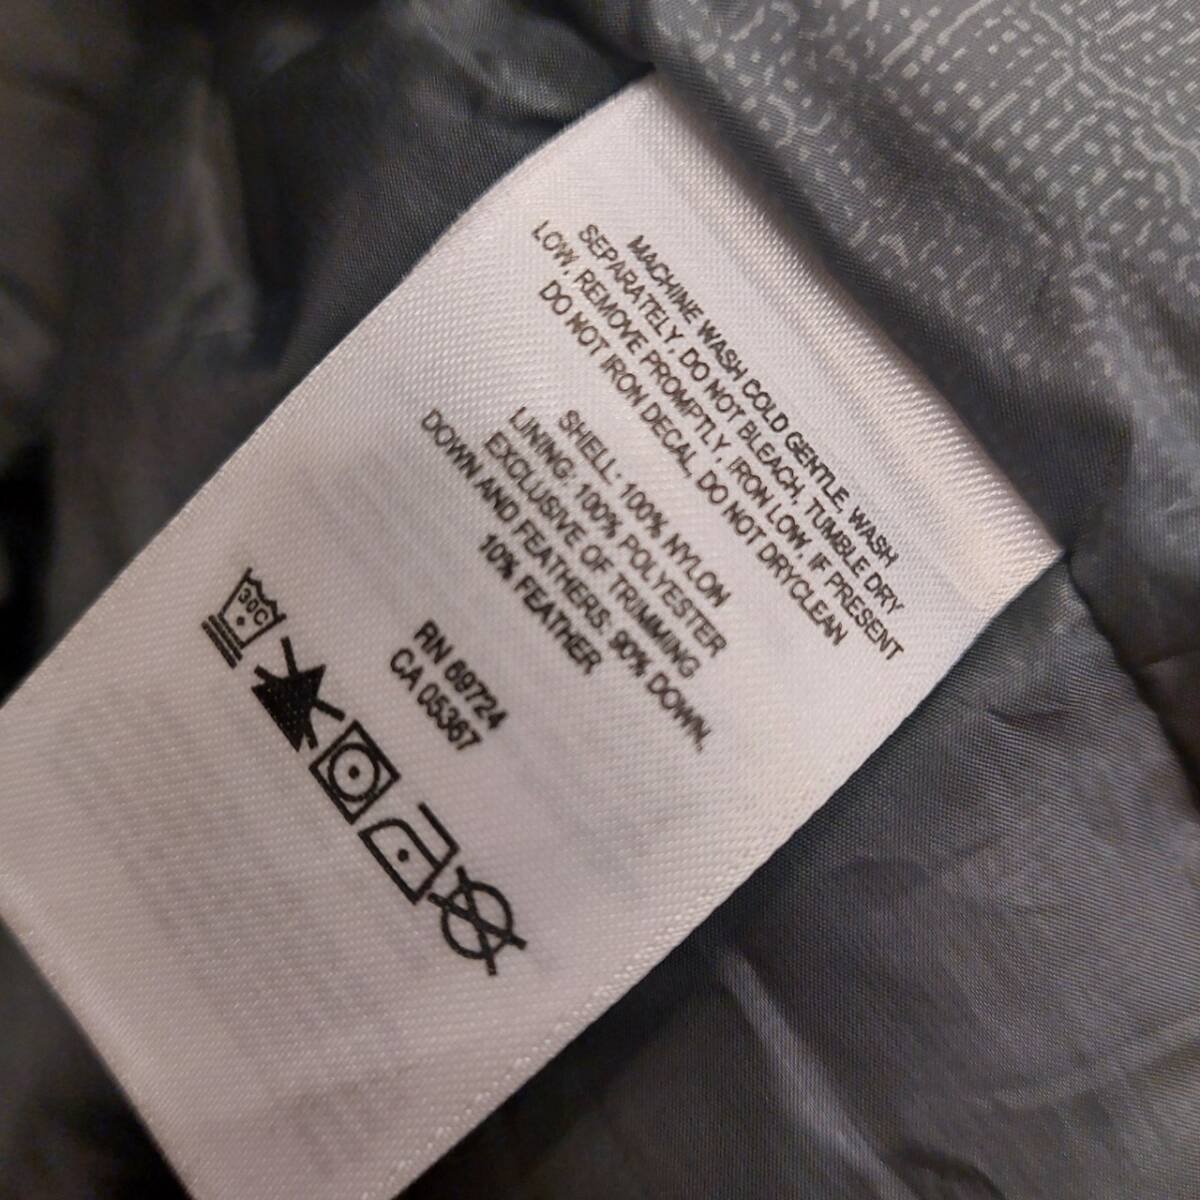 MACHINE WASH COLD GENTLE, WASH
SEPARATELY, DO NOT BLEACH, TUMBLE DRY
LOW, REMOVE PROMPTLY, IRON LOW, IF PRESENT
DO NOT IRON DECAL, DO NOT DRYCLEAN
SHELL: 100% NYLON
LINING: 100% POLYESTER
EXCLUSIVE OF TRIMMING
DOWN AND FEATHERS: 90% DOWN,
10% FEATHER
RN 69724
CA 05367
30C